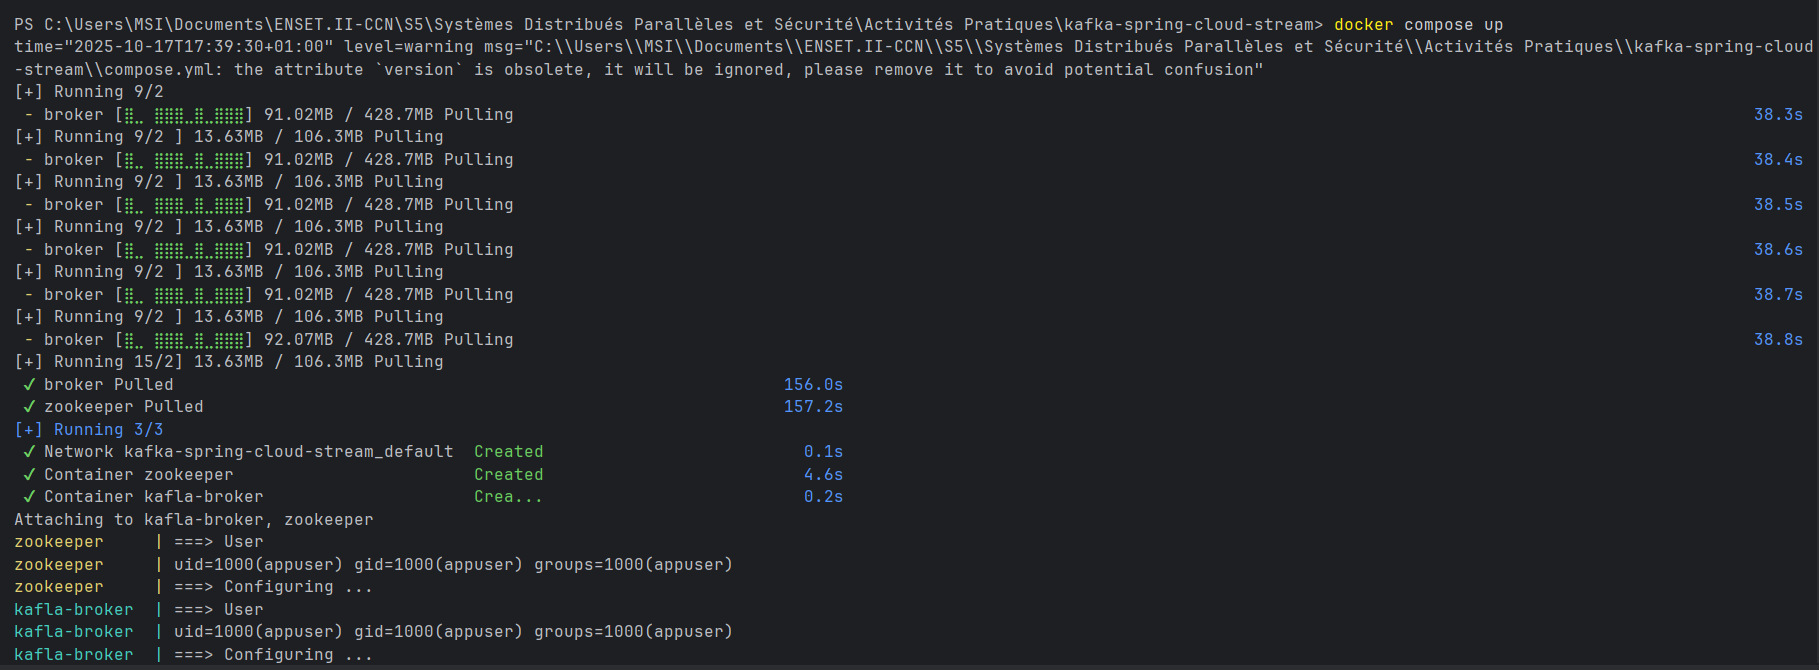 PS C:\Users\MSI\Documents\ENSET.II-CCN\S5\Systèmes Distribués Parallèles et Sécurité\Activités Pratiques\kafka-spring-cloud-stream> docker compose up
time="2025-10-17T17:39:30+01:00" level=warning msg="C:\\Users\\MSI\\Documents\\ENSET.II-CCN\\S5\\Systèmes Distribués Parallèles et Sécurité\\Activités Pratiques\\kafka-spring-cloud
-stream\\compose.yml: the attribute `version` is obsolete, it will be ignored, please remove it to avoid potential confusion"
[+] Running 9/2
- broker [⣿⣀ ⣿⣿⣿⣀⣿⣀⣿⣿⣿] 91.02MB / 428.7MB Pulling 38.3s
[+] Running 9/2 ] 13.63MB / 106.3MB Pulling
- broker [⣿⣀ ⣿⣿⣿⣀⣿⣀⣿⣿⣿] 91.02MB / 428.7MB Pulling 38.4s
[+] Running 9/2 ] 13.63MB / 106.3MB Pulling
- broker [⣿⣀ ⣿⣿⣿⣀⣿⣀⣿⣿⣿] 91.02MB / 428.7MB Pulling 38.5s
[+] Running 9/2 ] 13.63MB / 106.3MB Pulling
- broker [⣿⣀ ⣿⣿⣿⣀⣿⣀⣿⣿⣿] 91.02MB / 428.7MB Pulling 38.6s
[+] Running 9/2 ] 13.63MB / 106.3MB Pulling
- broker [⣿⣀ ⣿⣿⣿⣀⣿⣀⣿⣿⣿] 91.02MB / 428.7MB Pulling 38.7s
[+] Running 9/2 ] 13.63MB / 106.3MB Pulling
- broker [⣿⣀ ⣿⣿⣿⣀⣿⣀⣿⣿⣿] 92.07MB / 428.7MB Pulling 38.8s
[+] Running 15/2] 13.63MB / 106.3MB Pulling
✓ broker Pulled 156.0s
✓ zookeeper Pulled 157.2s
[+] Running 3/3
✓ Network kafka-spring-cloud-stream_default Created 0.1s
✓ Container zookeeper Created 4.6s
✓ Container kafla-broker Crea... 0.2s
Attaching to kafla-broker, zookeeper
zookeeper | ===> User
zookeeper | uid=1000(appuser) gid=1000(appuser) groups=1000(appuser)
zookeeper | ===> Configuring ...
kafla-broker | ===> User
kafla-broker | uid=1000(appuser) gid=1000(appuser) groups=1000(appuser)
kafla-broker | ===> Configuring ...